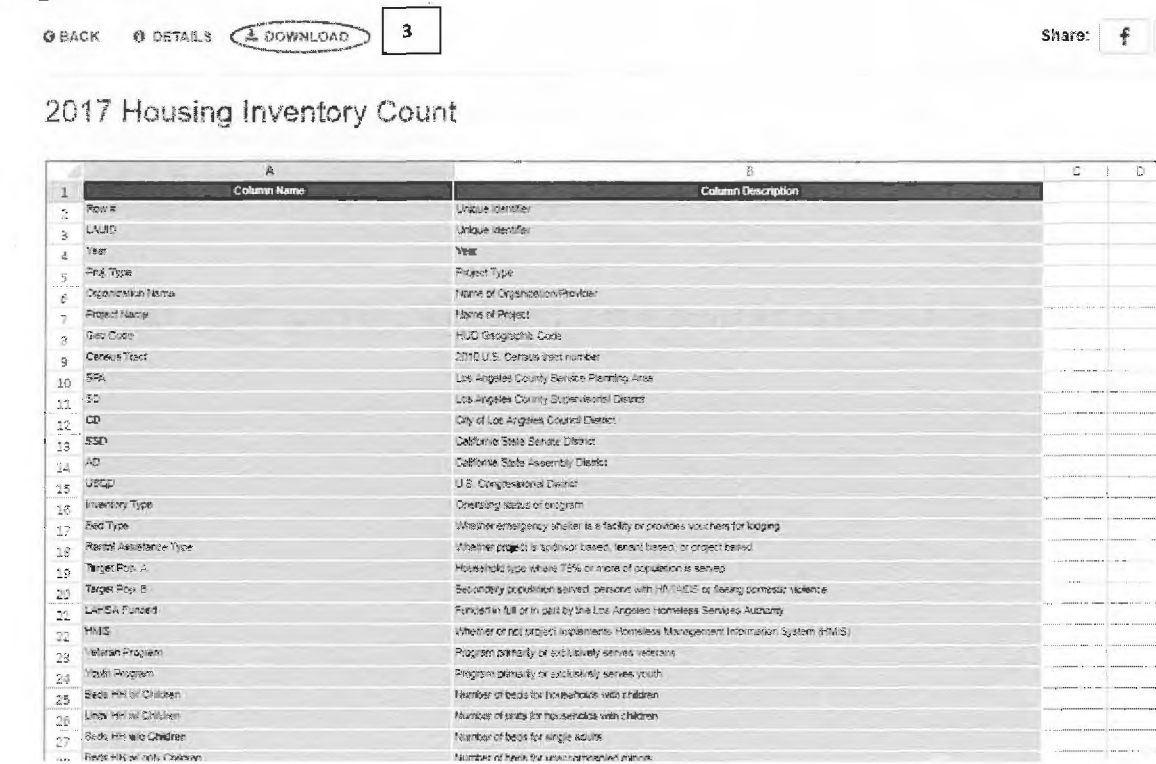 BACK DETAILS DOWNLOAD 3 Share: f
2017 Housing Inventory Count
A B C D
1 Column Name Column Description
2 Row # Unique Identifier
3 LAUID Unique Identifier
4 Year Year
5 Proj. Type Project Type
6 Organization Name Name of Organization/Provider
7 Project Name Name of Project
8 Geo Code HUD Geographic Code
9 Census Tract 2010 U.S. Census tract number
10 SPA Los Angeles County Service Planning Area
11 SD Los Angeles County Supervisorial District
12 CD City of Los Angeles Council District
13 SSD California State Senate District
14 AD California State Assembly District
15 USCD U.S. Congressional District
16 Inventory Type Operating status of program
17 Bed Type Whether emergency shelter is a facility or provides vouchers for lodging
18 Rental Assistance Type Whether project is sponsor based, tenant based, or project based
19 Target Pop. A Household type where 75% or more of population is served
20 Target Pop. B Secondary population served: persons with HIV/AIDS or fleeing domestic violence
21 LAHSA Funded Funded in full or in part by the Los Angeles Homeless Services Authority
22 HMIS Whether or not project implements Homeless Management Information System (HMIS)
23 Veteran Program Program primarily or exclusively serves veterans
24 Youth Program Program primarily or exclusively serves youth
25 Beds HH w/ Children Number of beds for households with children
26 Units HH w/ Children Number of units for households with children
27 Beds HH w/o Children Number of beds for single adults
28 Beds HH w/ only Children Number of beds for unaccompanied minors